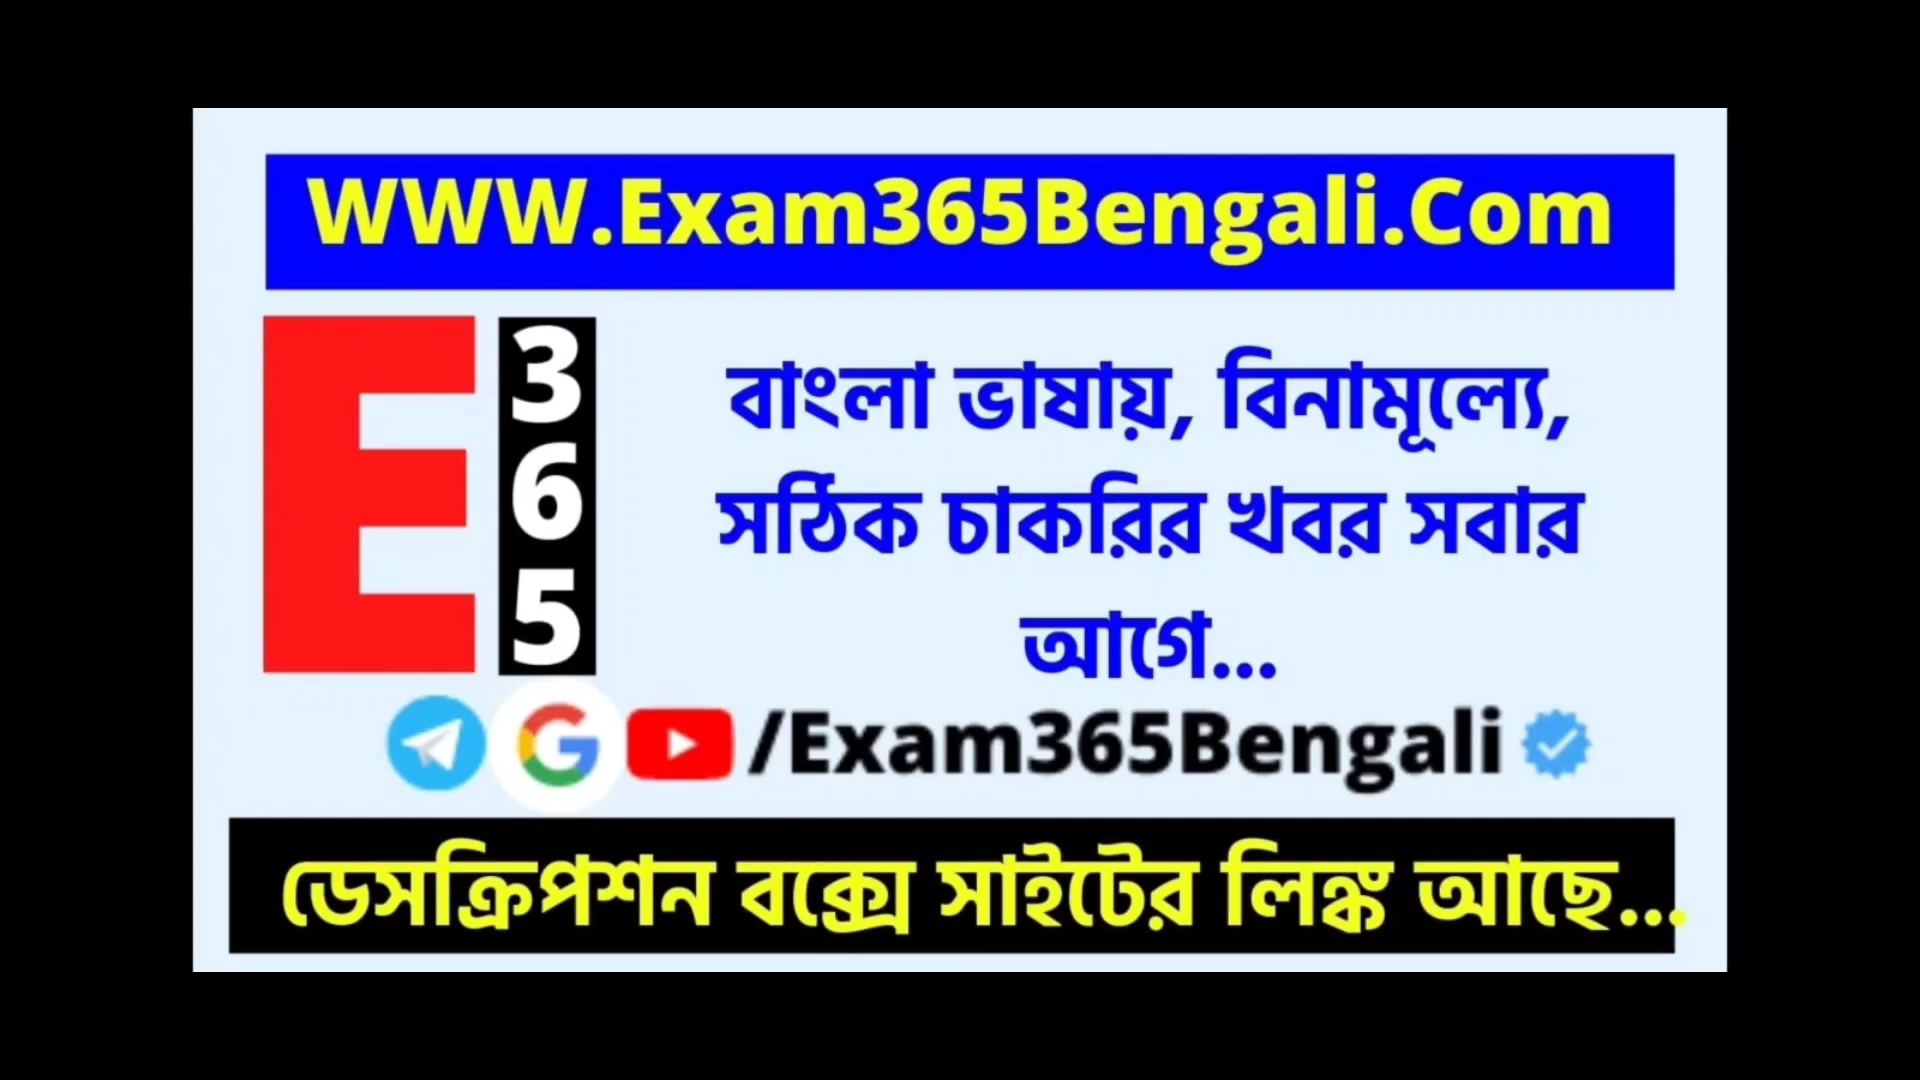 WWW.Exam365Bengali.Com
E
3
6
5
বাংলা ভাষায়, বিনামূল্যে,
সঠিক চাকরির খবর সবার
আগে...
/Exam365Bengali
ডেসক্রিপশন বক্সে সাইটের লিঙ্ক আছে...